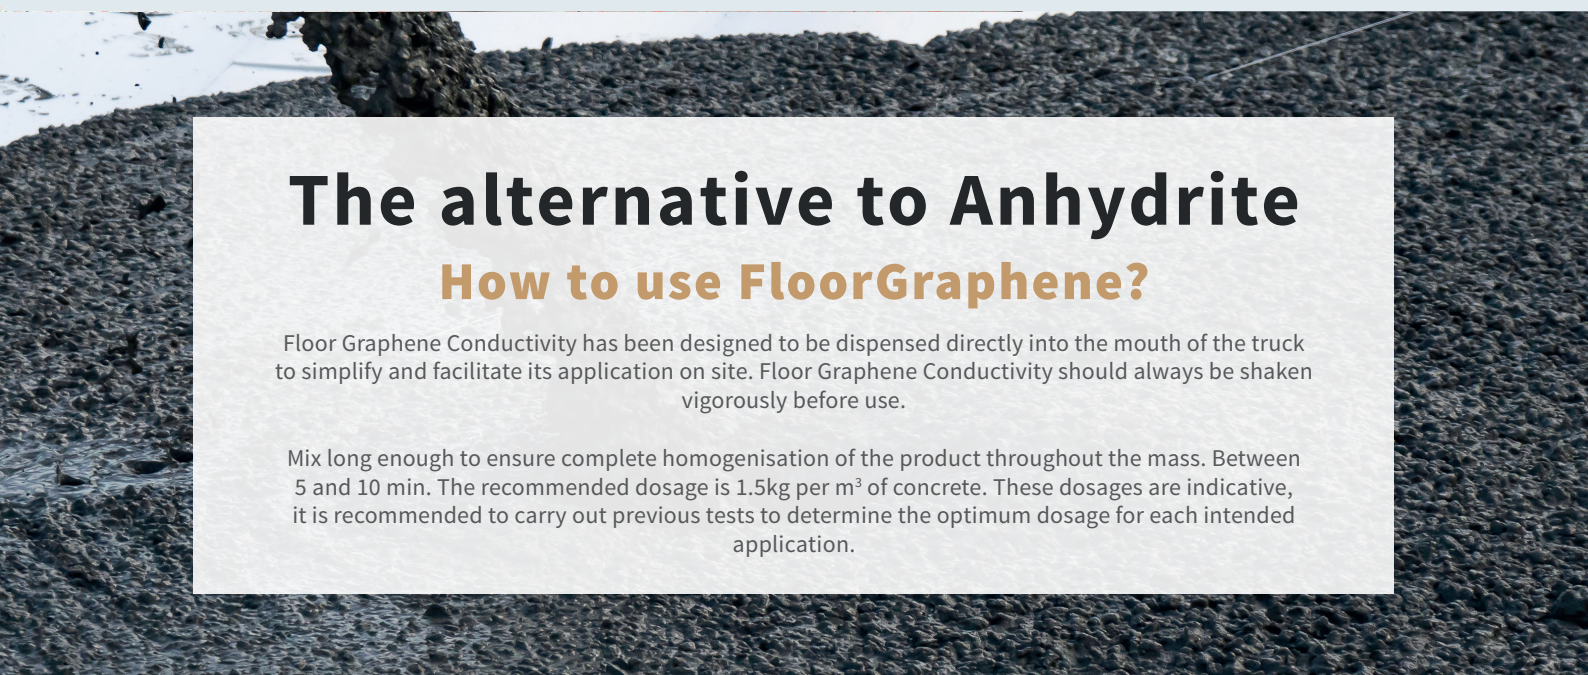 The alternative to Anhydrite
How to use FloorGraphene?
Floor Graphene Conductivity has been designed to be dispensed directly into the mouth of the truck
to simplify and facilitate its application on site. Floor Graphene Conductivity should always be shaken
vigorously before use.
Mix long enough to ensure complete homogenisation of the product throughout the mass. Between
5 and 10 min. The recommended dosage is 1.5kg per m³ of concrete. These dosages are indicative,
it is recommended to carry out previous tests to determine the optimum dosage for each intended
application.